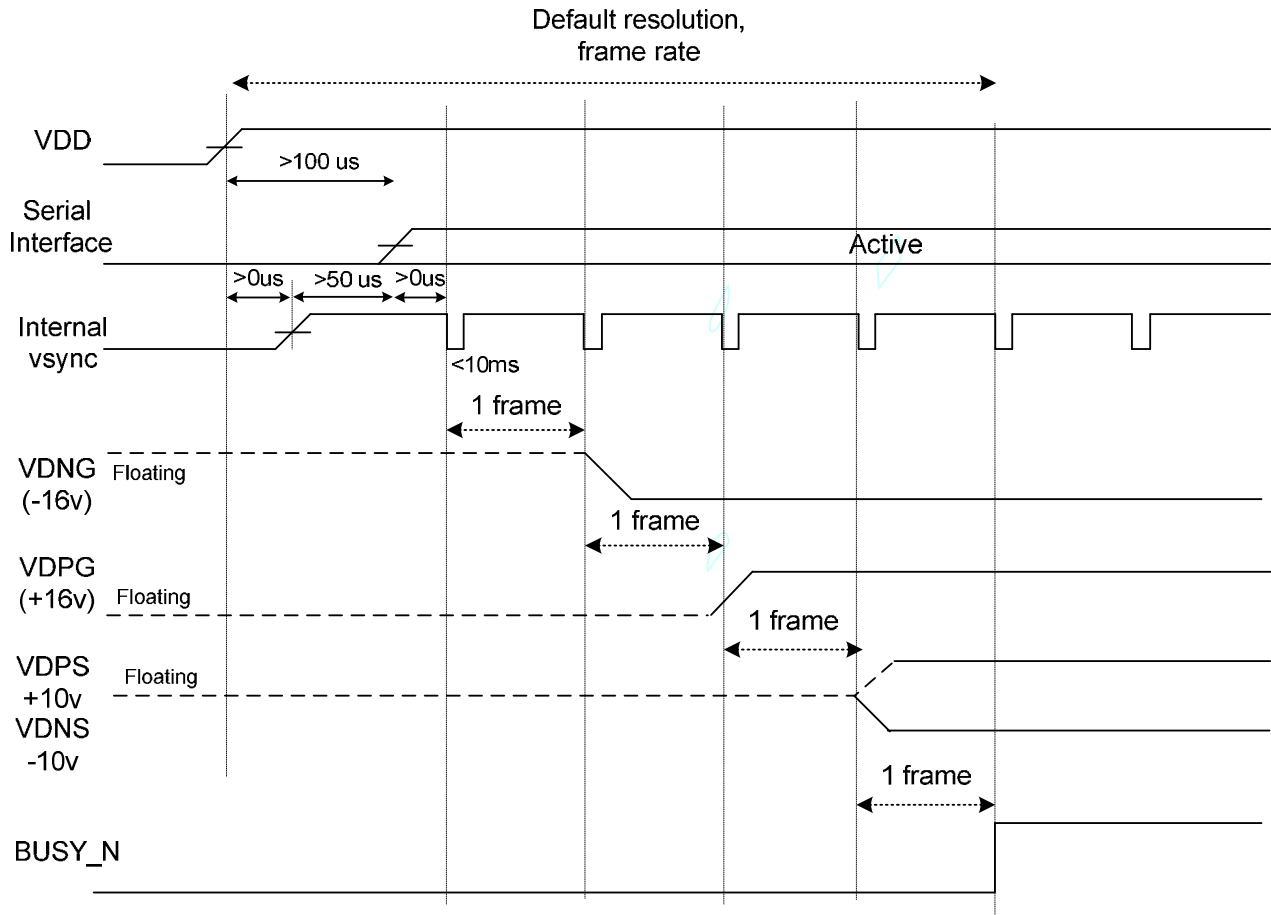 Default resolution,
frame rate
VDD
>100 us
Serial
Interface
Active
>0us
>50 us
>0us
Internal
vsync
<10ms
1 frame
VDNG
(-16v)
Floating
1 frame
VDPG
(+16v)
Floating
1 frame
VDPS
+10v
VDNS
-10v
Floating
1 frame
BUSY_N